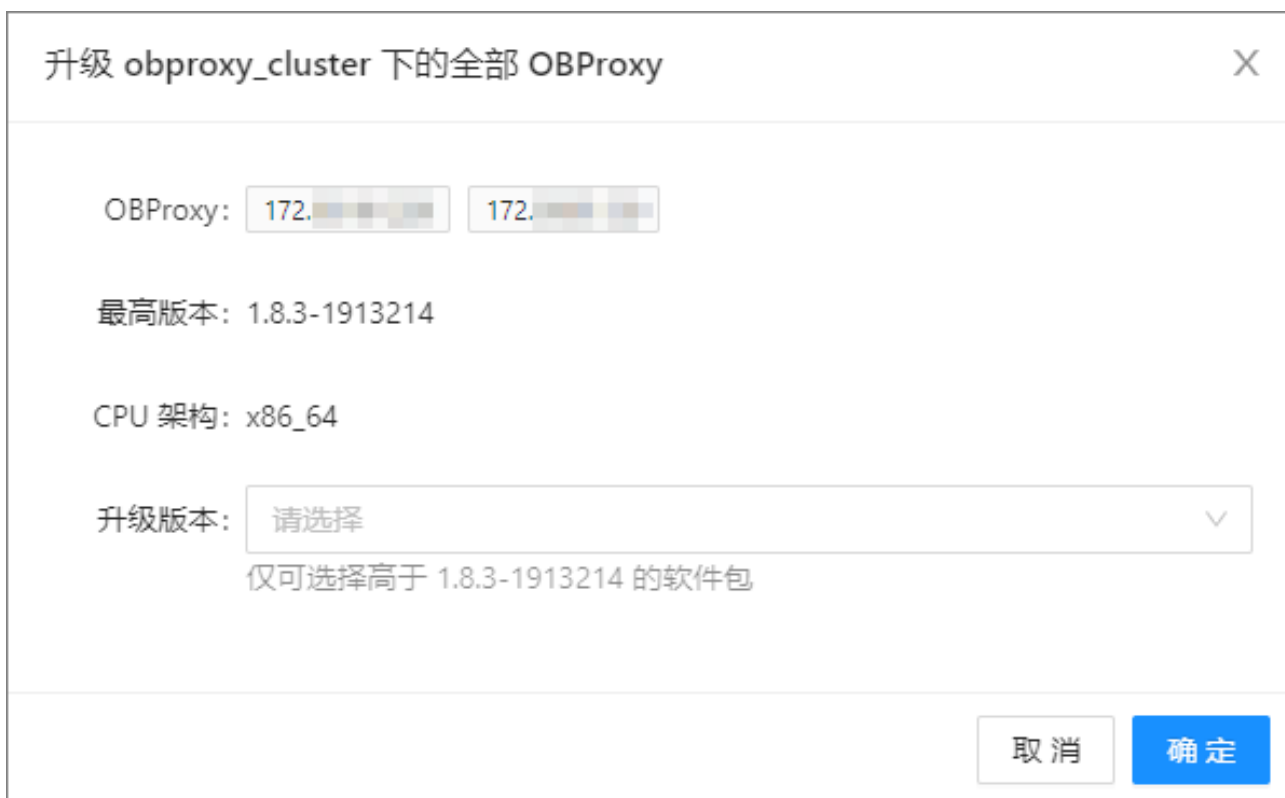 升级 obproxy_cluster 下的全部 OBProxy X
OBProxy: 172. 172.
最高版本: 1.8.3-1913214
CPU 架构: x86_64
升级版本: 请选择
仅可选择高于 1.8.3-1913214 的软件包
取 消 确 定